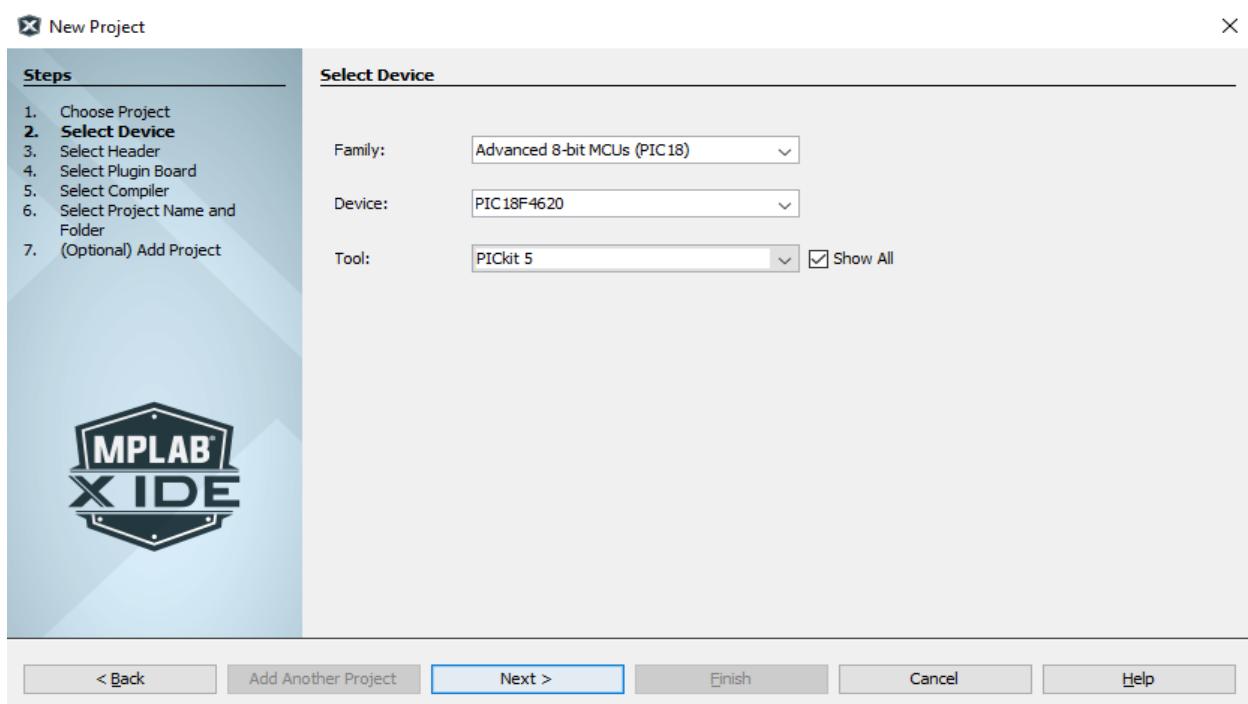 New Project
Steps
1. Choose Project
2. Select Device
3. Select Header
4. Select Plugin Board
5. Select Compiler
6. Select Project Name and
Folder
7. (Optional) Add Project
MPLAB®
X IDE
Select Device
Family: Advanced 8-bit MCUs (PIC18)
Device: PIC18F4620
Tool: PICkit 5 Show All
< Back Add Another Project Next > Finish Cancel Help